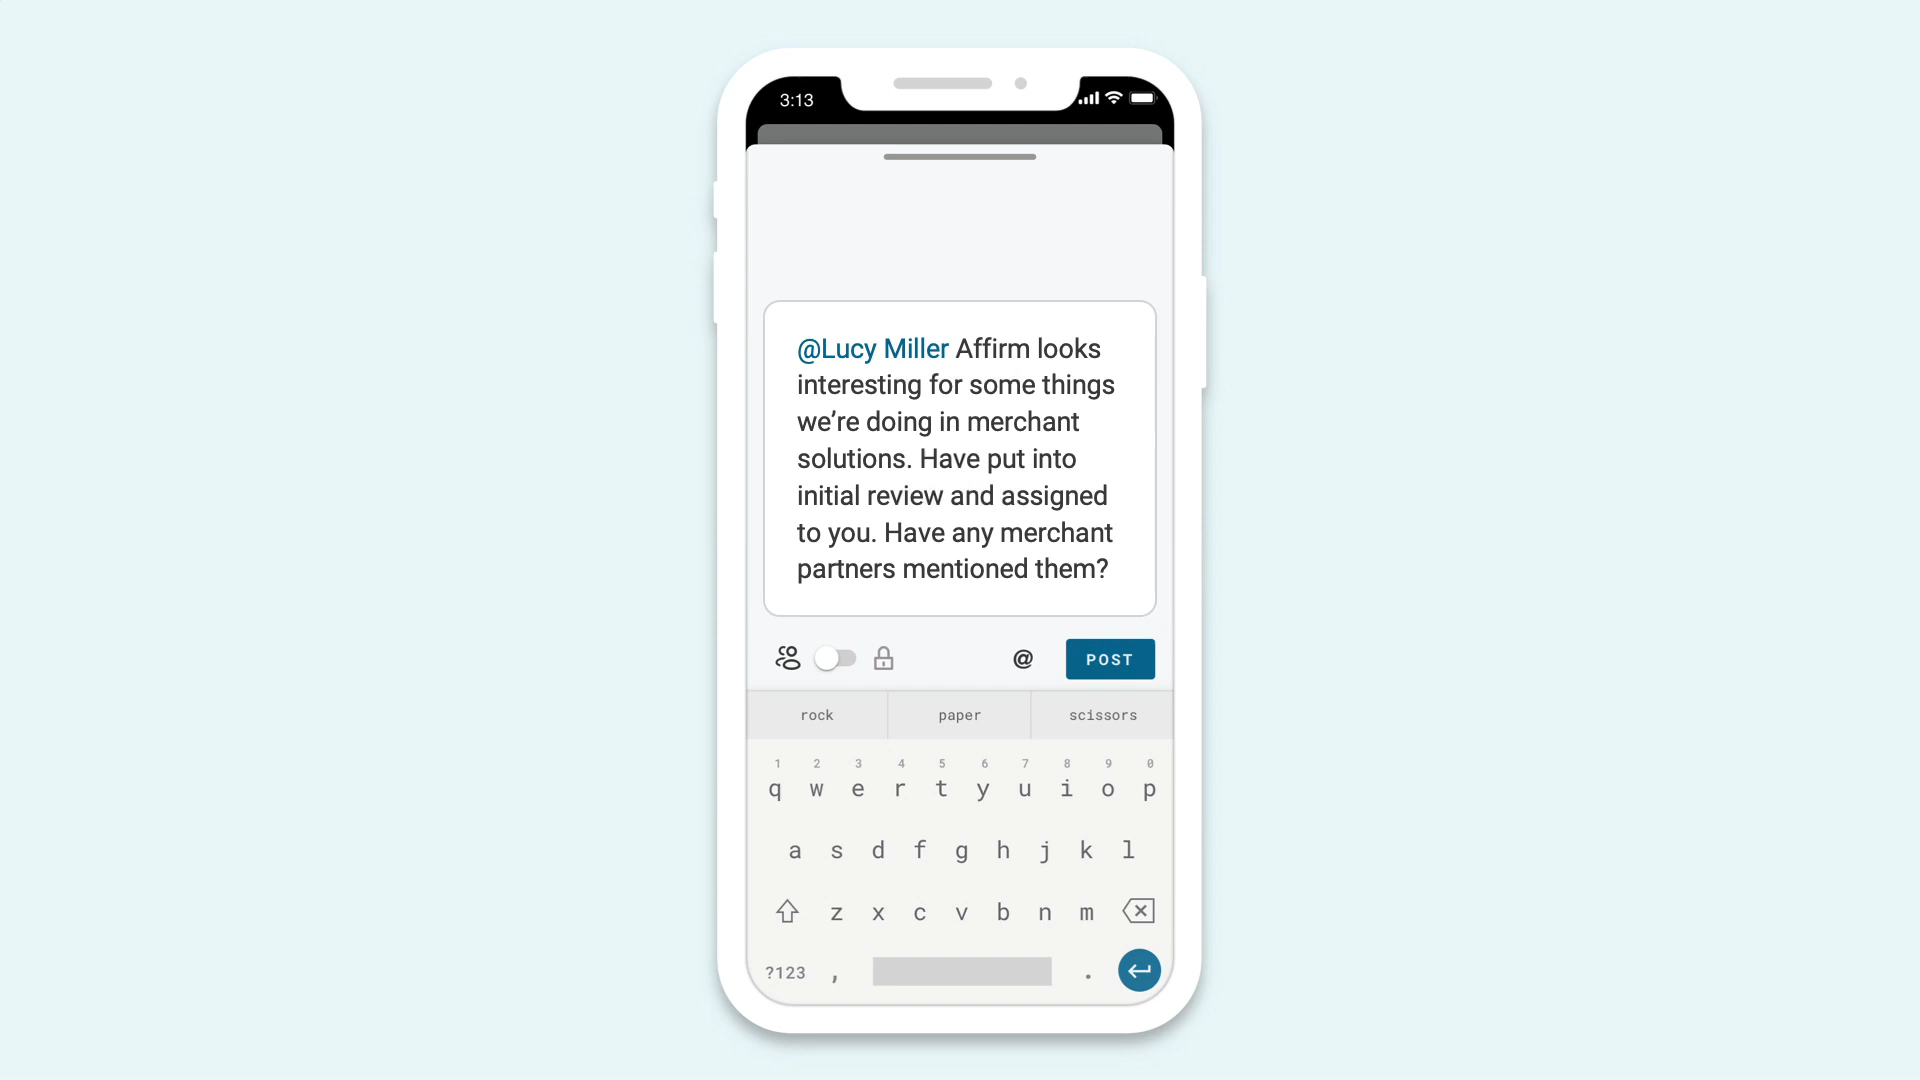 3:13
@Lucy Miller Affirm looks
interesting for some things
we’re doing in merchant
solutions. Have put into
initial review and assigned
to you. Have any merchant
partners mentioned them?
@ POST
rock paper scissors
1 2 3 4 5 6 7 8 9 0
q w e r t y u i o p
a s d f g h j k l
z x c v b n m
?123 , .